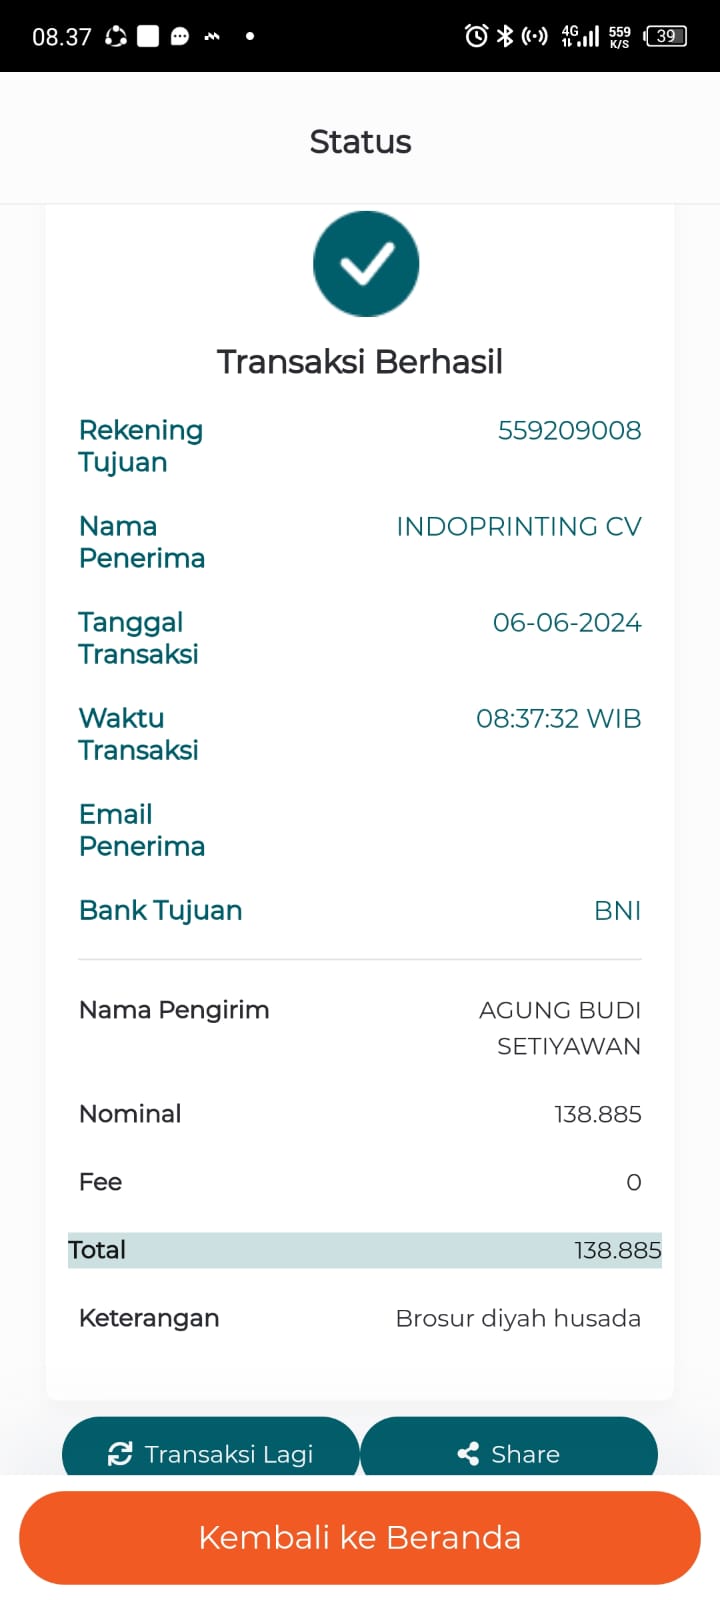 08.37
4G
559
K/S
39
Status
Transaksi Berhasil
Rekening
Tujuan
559209008
Nama
Penerima
INDOPRINTING CV
Tanggal
Transaksi
06-06-2024
Waktu
Transaksi
08:37:32 WIB
Email
Penerima
Bank Tujuan
BNI
Nama Pengirim
AGUNG BUDI
SETIYAWAN
Nominal
138.885
Fee
0
Total
138.885
Keterangan
Brosur diyah husada
Transaksi Lagi
Share
Kembali ke Beranda